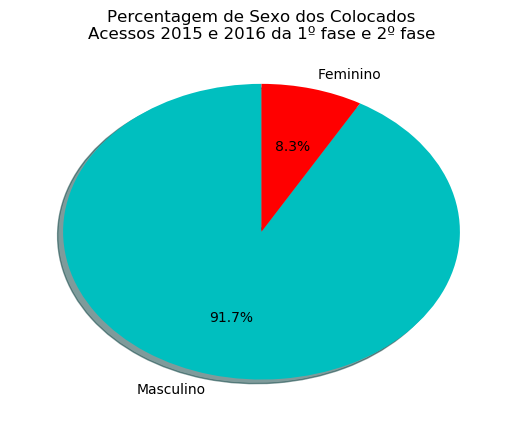 Percentagem de Sexo dos Colocados
Acessos 2015 e 2016 da 1º fase e 2º fase
Feminino
8.3%
91.7%
Masculino